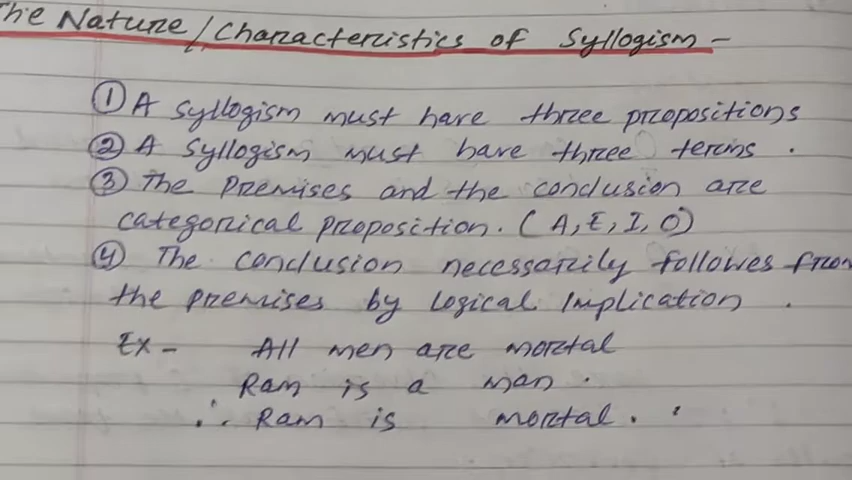 The Nature/Characteristics of Syllogism -
① A syllogism must have three propositions
② A syllogism must have three terms .
③ The premises and the conclusion are
categorical proposition. (A, E, I, O)
④ The conclusion necessarily followes from
the premises by logical implication .
Ex - All men are mortal
Ram is a man .
∴ Ram is mortal .